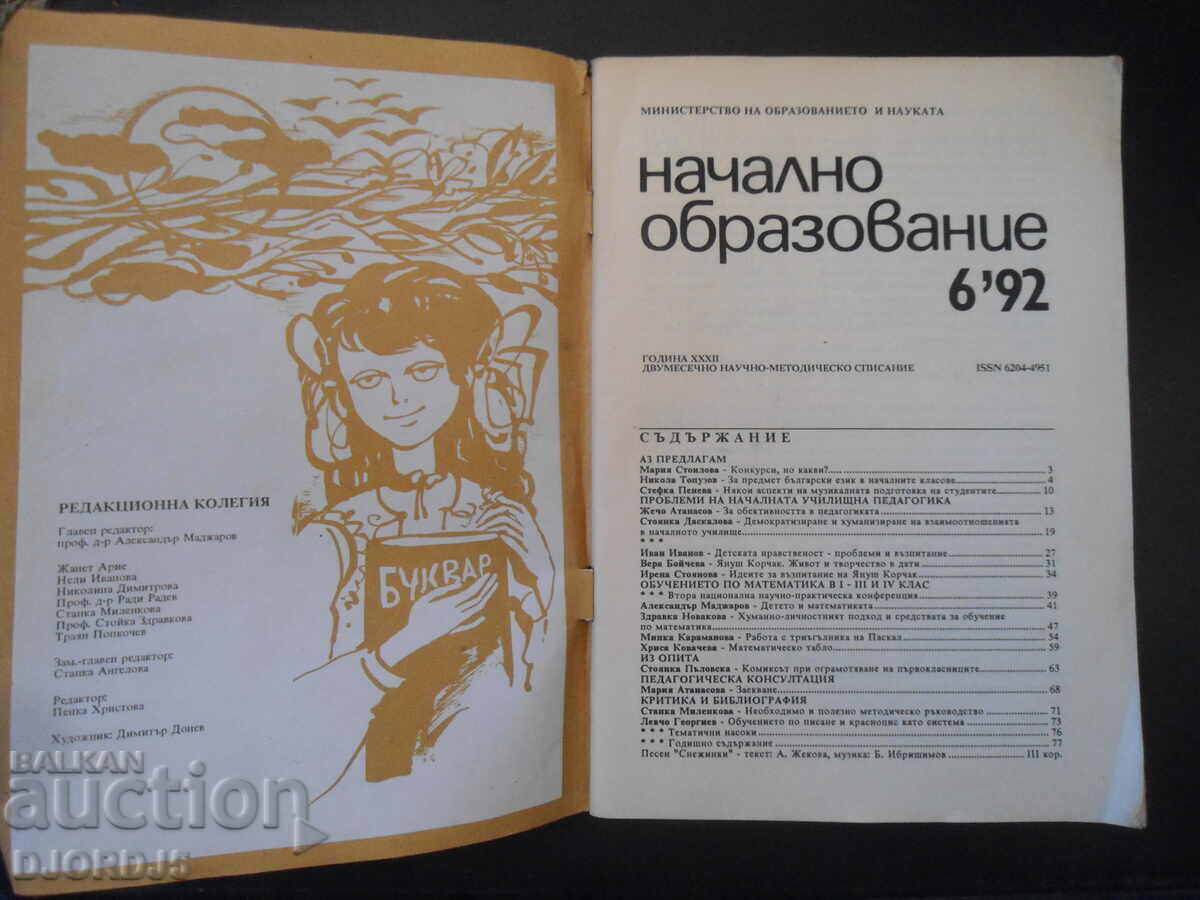 БУКВАР
РЕДАКЦИОННА КОЛЕГИЯ
Главен редактор:
проф. д-р Александър Маджаров
Жанет Арие
Нели Иванова
Николина Димитрова
Проф. д-р Ради Радев
Станка Миленкова
Проф. Стойка Здравкова
Траян Попкочев
Зам.-главен редактор:
Станка Ангелова
Редактор:
Пенка Христова
Художник: Димитър Донев
BALKAN
auction
DJORDJ5
МИНИСТЕРСТВО НА ОБРАЗОВАНИЕТО И НАУКАТА
начално
образование
6'92
ГОДИНА XXXII
ДВУМЕСЕЧНО НАУЧНО-МЕТОДИЧЕСКО СПИСАНИЕ ISSN 6204-4951
СЪДЪРЖАНИЕ
АЗ ПРЕДЛАГАМ
Мария Стоилова - Конкурси, но какви? 3
Никола Топузов - За предмет български език в началните класове 4
Стефка Пенева - Някои аспекти на музикалната подготовка на студентите 10
ПРОБЛЕМИ НА НАЧАЛНАТА УЧИЛИЩНА ПЕДАГОГИКА
Жечо Атанасов - За обективността в педагогиката 13
Стоянка Даскалова - Демократизиране и хуманизиране на взаимоотношенията
в началното училище 19
* * *
Иван Иванов - Детската нравственост - проблеми и възпитание 27
Вера Бойчева - Януш Корчак. Живот и творчество в дати 31
Ирена Стоянова - Идеите за възпитание на Януш Корчак 34
ОБУЧЕНИЕТО ПО МАТЕМАТИКА В I - III И IV КЛАС
* * * Втора национална научно-практическа конференция 39
Александър Маджаров - Детето и математиката 41
Здравка Новакова - Хуманно-личностният подход и средствата за обучение
по математика 47
Минка Караманова - Работа с триъгълника на Паскал 54
Хриса Ковачева - Математическо табло 59
ИЗ ОПИТА
Стоянка Пъловска - Комиксът при ограмотяване на първокласниците 63
ПЕДАГОГИЧЕСКА КОНСУЛТАЦИЯ
Мария Атанасова - Заекване 68
КРИТИКА И БИБЛИОГРАФИЯ
Станка Миленкова - Необходимо и полезно методическо ръководство 71
Левчо Георгиев - Обучението по писане и краснопис като система 73
* * * Тематични насоки 76
* * * Годишно съдържание 77
Песен "Снежинки" - текст: А. Жекова, музика: Б. Ибришимов III кор.